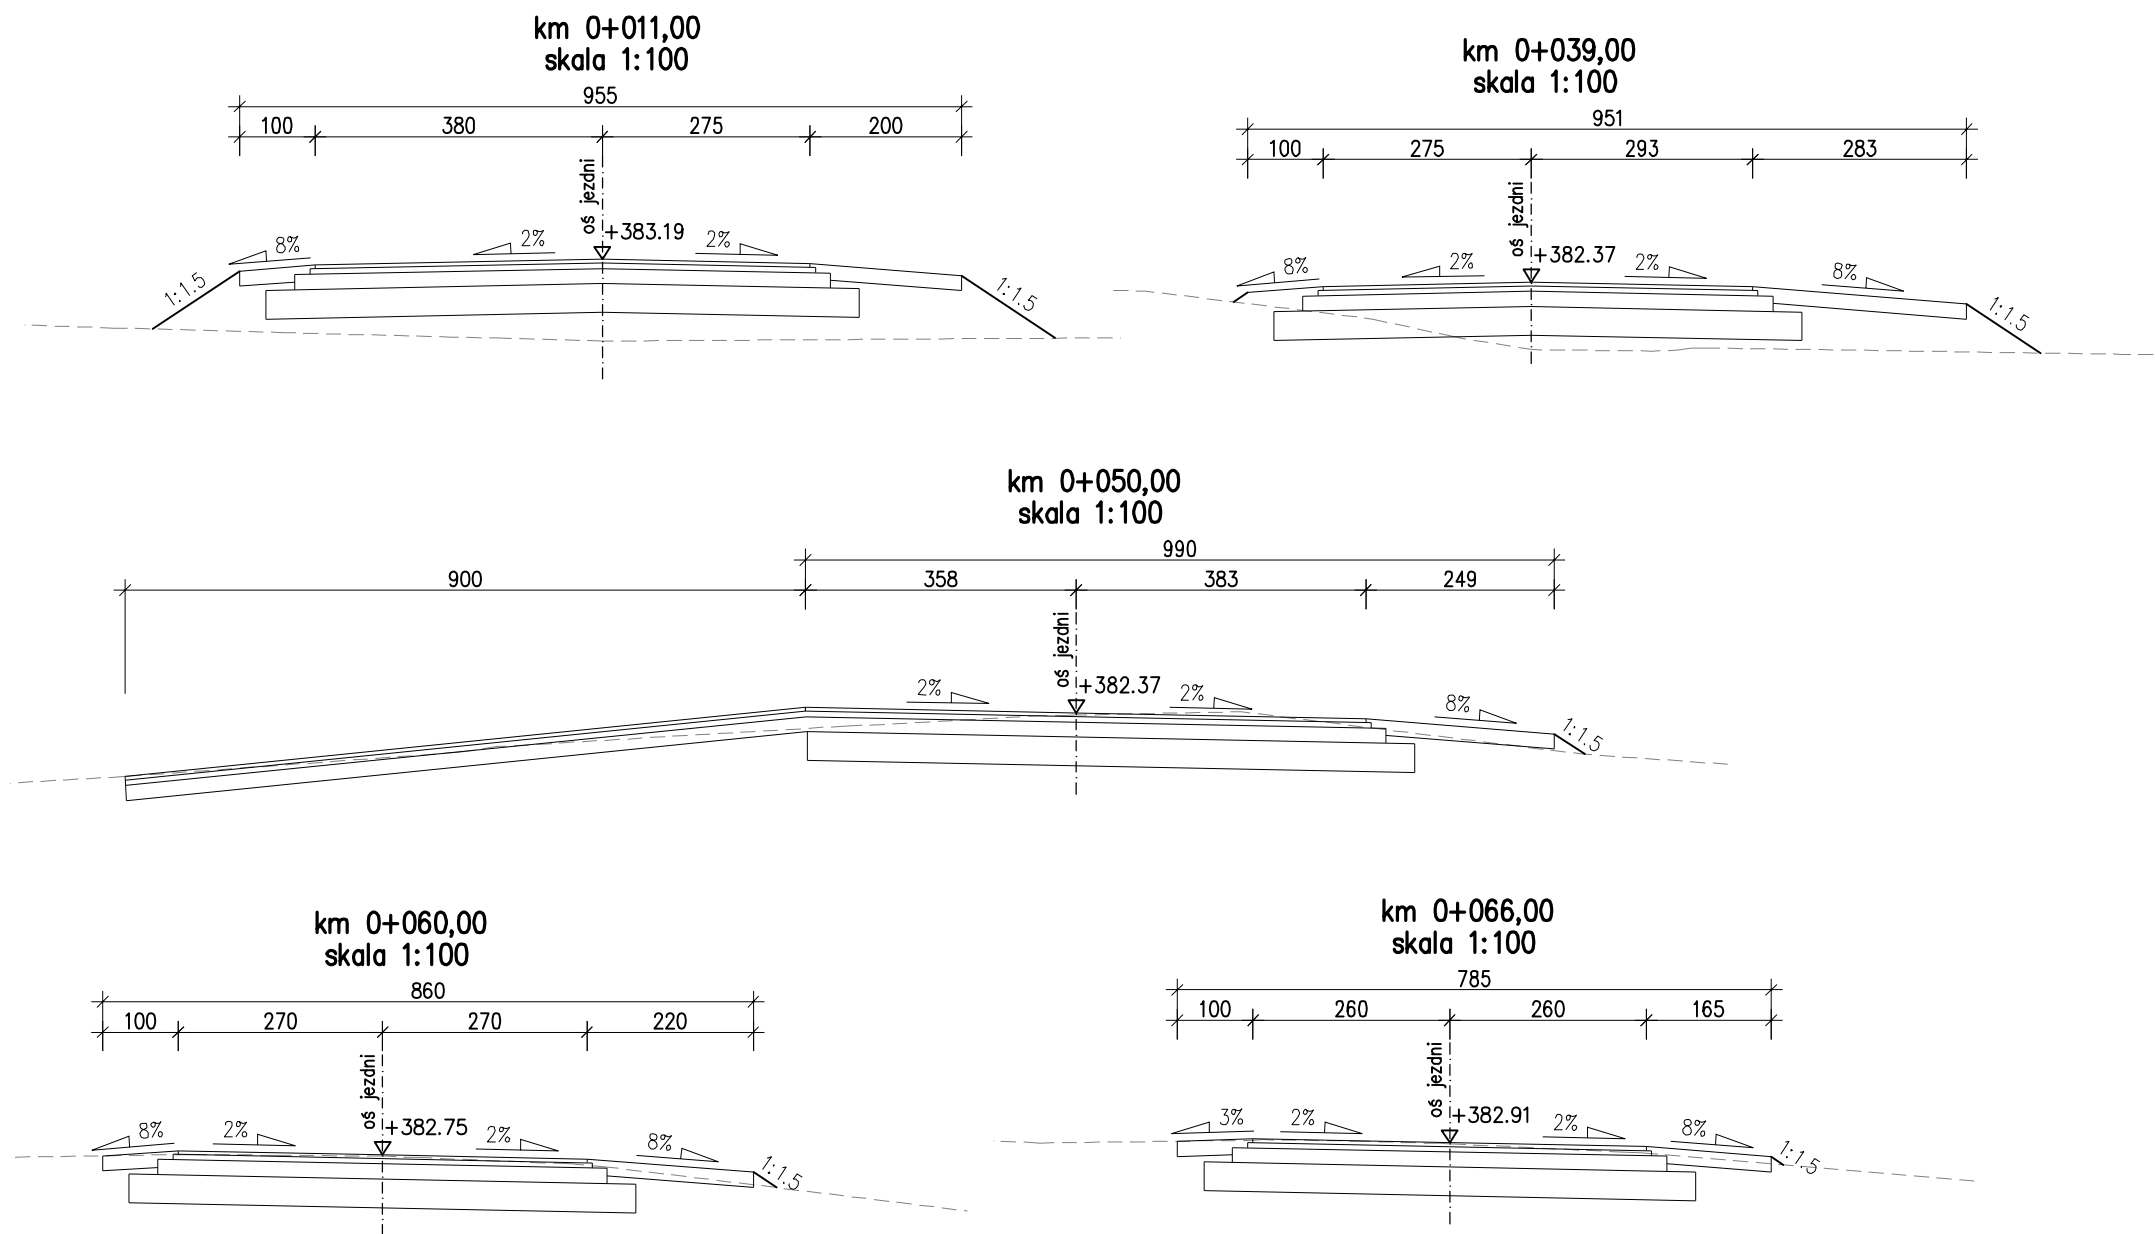 km 0+011,00
skala 1:100
955
100 380 275 200
oś jezdni
+383.19
8% 2% 2%
1:1.5 1:1.5
km 0+039,00
skala 1:100
951
100 275 293 283
oś jezdni
+382.37
8% 2% 2% 8%
1:1.5
km 0+050,00
skala 1:100
990
900 358 383 249
oś jezdni
+382.37
2% 2% 8%
1:1.5
km 0+060,00
skala 1:100
860
100 270 270 220
oś jezdni
+382.75
8% 2% 2% 8%
1:1.5
km 0+066,00
skala 1:100
785
100 260 260 165
oś jezdni
+382.91
3% 2% 2% 8%
1:1.5